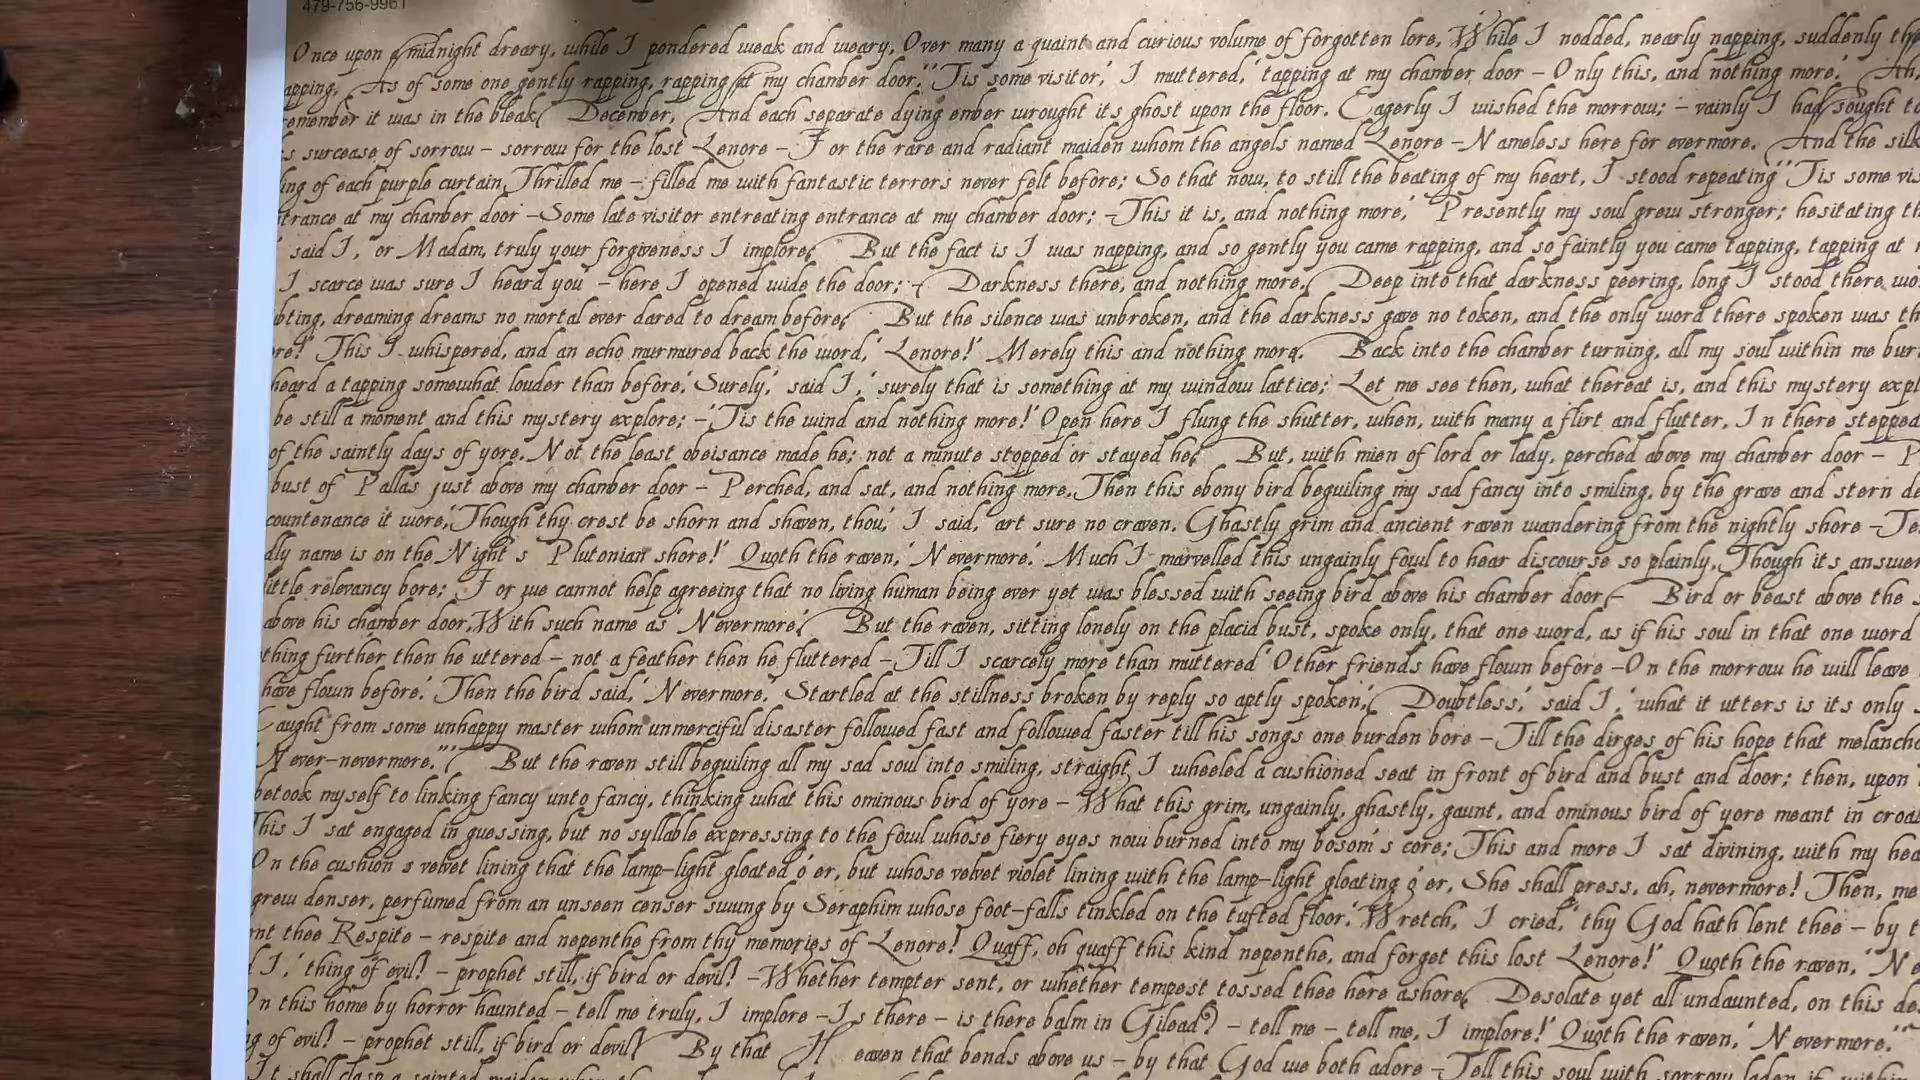 479-756-9961
Once upon a midnight dreary, while I pondered weak and weary, Over many a quaint and curious volume of forgotten lore, While I nodded, nearly napping, suddenly th
apping, As of some one gently rapping, rapping at my chamber door. "'Tis some visitor,' I muttered, 'tapping at my chamber door - Only this, and nothing more.' Ah,
remember it was in the bleak December, And each separate dying ember wrought its ghost upon the floor. Eagerly I wished the morrow; - vainly I had sought to
s surcease of sorrow - sorrow for the lost Lenore - For the rare and radiant maiden whom the angels named Lenore - Nameless here for evermore. And the silk
ling of each purple curtain Thrilled me - filled me with fantastic terrors never felt before; So that now, to still the beating of my heart, I stood repeating "'Tis some vis
trance at my chamber door - Some late visitor entreating entrance at my chamber door; - This it is, and nothing more,' Presently my soul grew stronger; hesitating th
' said I, 'or Madam, truly your forgiveness I implore; But the fact is I was napping, and so gently you came rapping, and so faintly you came tapping, tapping at
I scarce was sure I heard you - here I opened wide the door; - Darkness there, and nothing more. Deep into that darkness peering, long I stood there wo
bting, dreaming dreams no mortal ever dared to dream before; But the silence was unbroken, and the darkness gave no token, and the only word there spoken was th
re!' This I whispered, and an echo murmured back the word, 'Lenore!' Merely this and nothing more. Back into the chamber turning, all my soul within me burn
heard a tapping somewhat louder than before. 'Surely,' said I, 'surely that is something at my window lattice; Let me see then, what thereat is, and this mystery expl
be still a moment and this mystery explore; - 'Tis the wind and nothing more!' Open here I flung the shutter, when, with many a flirt and flutter, In there stepped
of the saintly days of yore. Not the least obeisance made he; not a minute stopped or stayed he; But, with mien of lord or lady, perched above my chamber door - P
bust of Pallas just above my chamber door - Perched, and sat, and nothing more. Then this ebony bird beguiling my sad fancy into smiling, by the grave and stern de
countenance it wore, 'Though thy crest be shorn and shaven, thou,' I said, 'art sure no craven. Ghastly grim and ancient raven wandering from the nightly shore - Te
dly name is on the Night s Plutonian shore!' Quoth the raven, 'Nevermore.' Much I marvelled this ungainly fowl to hear discourse so plainly, Though its answer
little relevancy bore; For we cannot help agreeing that no living human being ever yet was blessed with seeing bird above his chamber door - Bird or beast above the s
above his chamber door, With such name as 'Nevermore.' But the raven, sitting lonely on the placid bust, spoke only, that one word, as if his soul in that one word
thing further then he uttered - not a feather then he fluttered - Till I scarcely more than muttered 'Other friends have flown before - On the morrow he will leave
have flown before.' Then the bird said, 'Nevermore.' Startled at the stillness broken by reply so aptly spoken, 'Doubtless,' said I, 'what it utters is its only s
Caught from some unhappy master whom unmerciful disaster followed fast and followed faster till his songs one burden bore - Till the dirges of his hope that melancho
'Never-nevermore."' But the raven still beguiling all my sad soul into smiling, straight I wheeled a cushioned seat in front of bird and bust and door; then, upon
betook myself to linking fancy unto fancy, thinking what this ominous bird of yore - What this grim, ungainly, ghastly, gaunt, and ominous bird of yore meant in croa
This I sat engaged in guessing, but no syllable expressing to the fowl whose fiery eyes now burned into my bosom's core; This and more I sat divining, with my hea
On the cushion s velvet lining that the lamp-light gloated o'er, but whose velvet violet lining with the lamp-light gloating o'er, She shall press, ah, nevermore! Then, me
grew denser, perfumed from an unseen censer swung by Seraphim whose foot-falls tinkled on the tufted floor. 'Wretch,' I cried, 'thy God hath lent thee - by t
nt thee Respite - respite and nepenthe from thy memories of Lenore! Quaff, oh quaff this kind nepenthe, and forget this lost Lenore!' Quoth the raven, 'Ne
d I, 'thing of evil! - prophet still, if bird or devil! - Whether tempter sent, or whether tempest tossed thee here ashore, Desolate yet all undaunted, on this de
On this home by horror haunted - tell me truly, I implore - Is there - is there balm in Gilead? - tell me - tell me, I implore!' Quoth the raven, 'Nevermore.'
g of evil! - prophet still, if bird or devil! By that Heaven that bends above us - by that God we both adore - Tell this soul with sorrow laden if, within
It shall clasp a sainted maiden